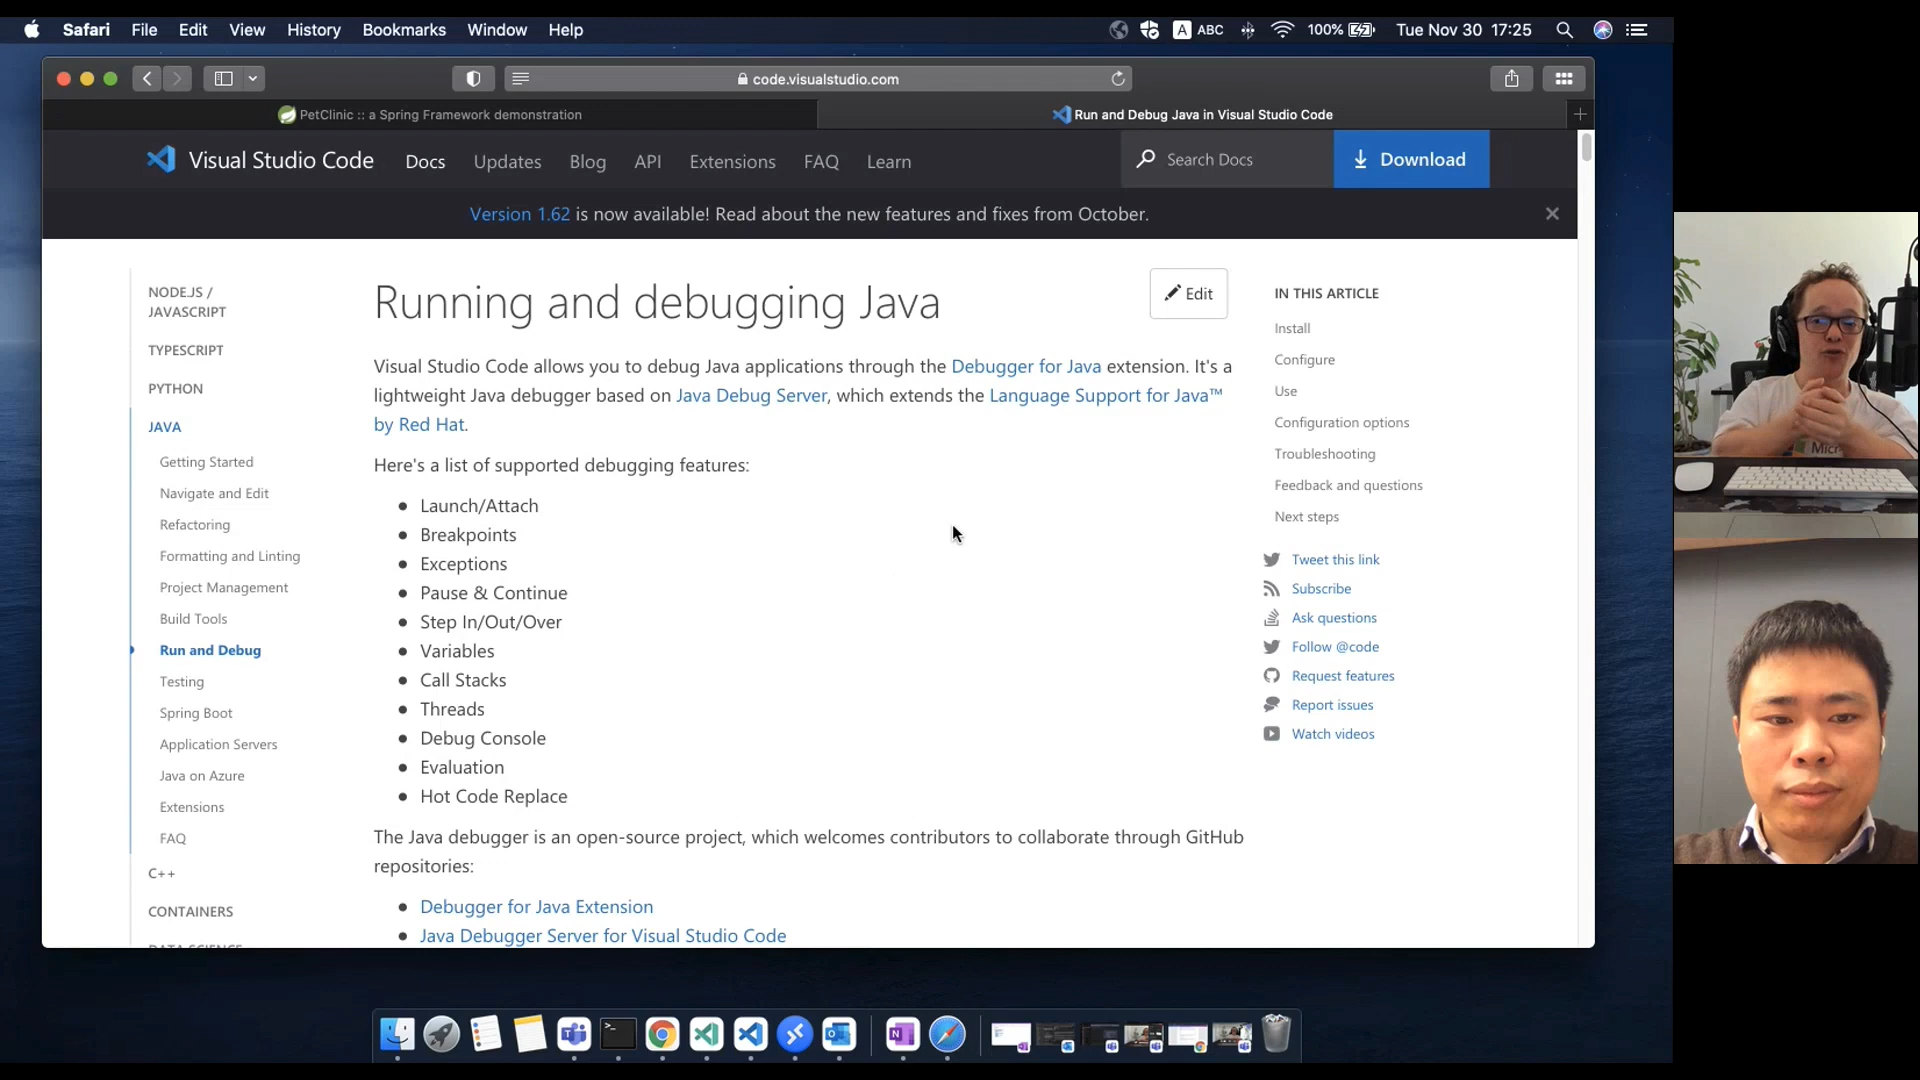 Safari File Edit View History Bookmarks Window Help
A ABC 100% Tue Nov 30 17:25
code.visualstudio.com
PetClinic :: a Spring Framework demonstration
Run and Debug Java in Visual Studio Code
Visual Studio Code Docs Updates Blog API Extensions FAQ Learn
Search Docs
Download
Version 1.62 is now available! Read about the new features and fixes from October.
NODE.JS /
JAVASCRIPT
TYPESCRIPT
PYTHON
JAVA
Getting Started
Navigate and Edit
Refactoring
Formatting and Linting
Project Management
Build Tools
Run and Debug
Testing
Spring Boot
Application Servers
Java on Azure
Extensions
FAQ
C++
CONTAINERS
DATA SCIENCE
Running and debugging Java
Edit
Visual Studio Code allows you to debug Java applications through the Debugger for Java extension. It's a
lightweight Java debugger based on Java Debug Server, which extends the Language Support for Java™
by Red Hat.
Here's a list of supported debugging features:
Launch/Attach
Breakpoints
Exceptions
Pause & Continue
Step In/Out/Over
Variables
Call Stacks
Threads
Debug Console
Evaluation
Hot Code Replace
The Java debugger is an open-source project, which welcomes contributors to collaborate through GitHub
repositories:
Debugger for Java Extension
Java Debugger Server for Visual Studio Code
IN THIS ARTICLE
Install
Configure
Use
Configuration options
Troubleshooting
Feedback and questions
Next steps
Tweet this link
Subscribe
Ask questions
Follow @code
Request features
Report issues
Watch videos
Micr